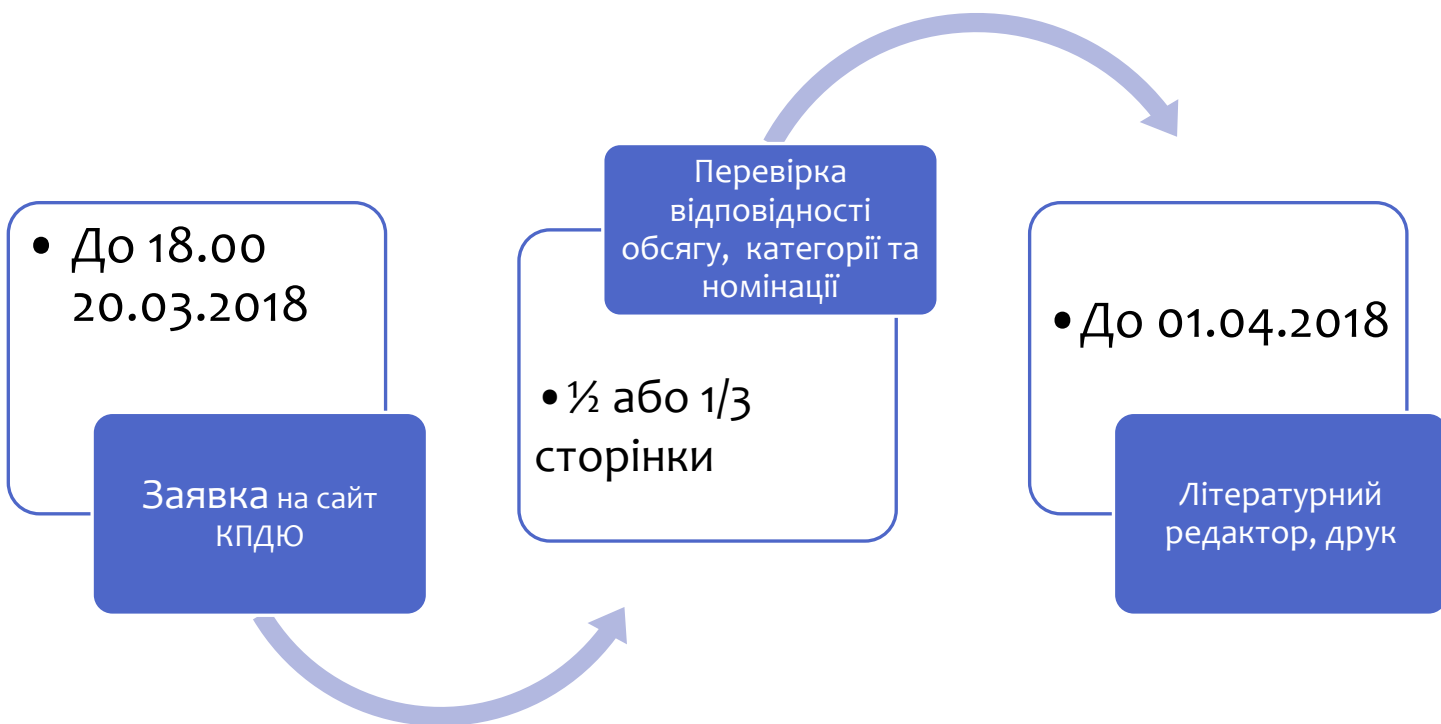 • До 18.00
20.03.2018
Заявка на сайт
КПДЮ
Перевірка
відповідності
обсягу, категорії та
номінації
• ½ або 1/3
сторінки
• До 01.04.2018
Літературний
редактор, друк